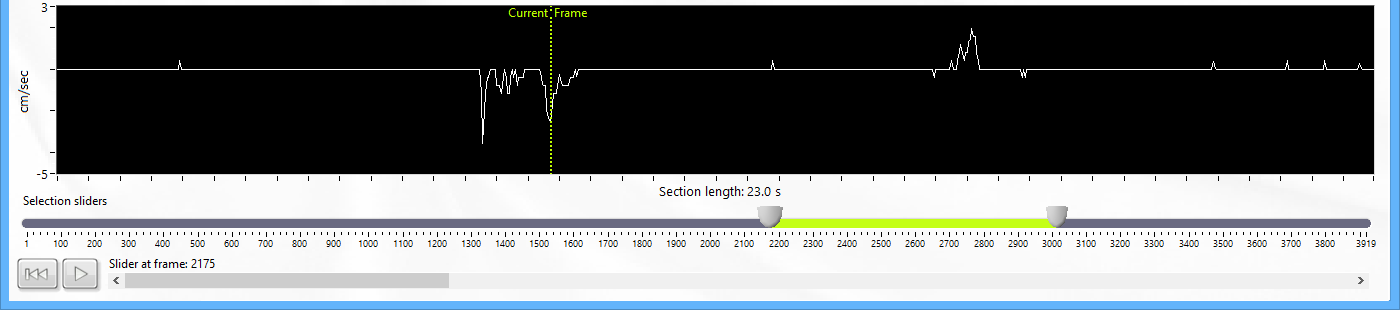 3
Current Frame
cm/sec
-5
Section length: 23.0 s
Selection sliders
1 100 200 300 400 500 600 700 800 900 1000 1100 1200 1300 1400 1500 1600 1700 1800 1900 2000 2100 2200 2300 2400 2500 2600 2700 2800 2900 3000 3100 3200 3300 3400 3500 3600 3700 3800 3919
Slider at frame: 2175